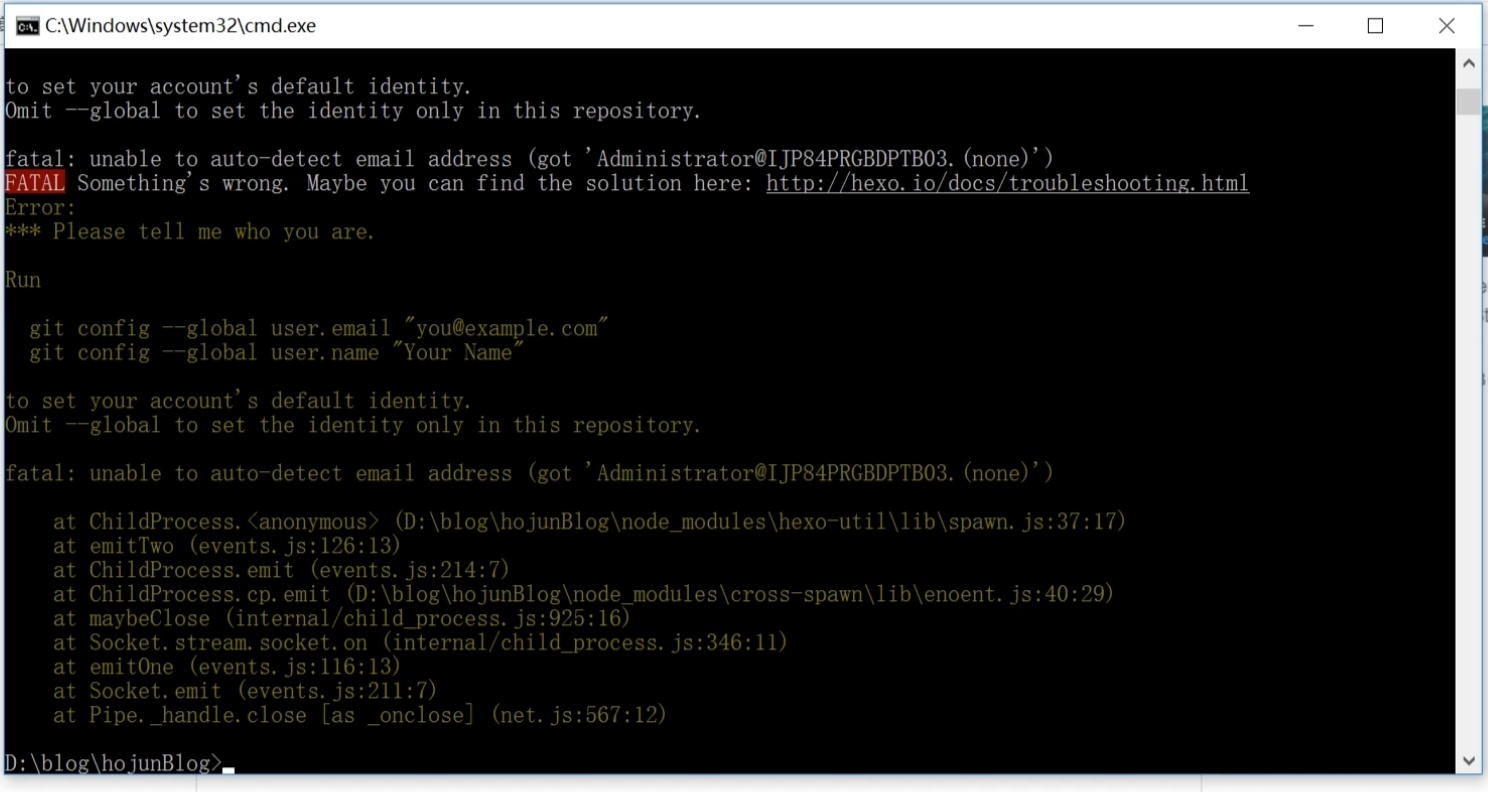 C:\Windows\system32\cmd.exe
to set your account's default identity.
Omit --global to set the identity only in this repository.
fatal: unable to auto-detect email address (got 'Administrator@IJP84PRGBDPTB03.(none)')
FATAL Something's wrong. Maybe you can find the solution here: http://hexo.io/docs/troubleshooting.html
Error:
*** Please tell me who you are.
Run
git config --global user.email "you@example.com"
git config --global user.name "Your Name"
to set your account's default identity.
Omit --global to set the identity only in this repository.
fatal: unable to auto-detect email address (got 'Administrator@IJP84PRGBDPTB03.(none)')
at ChildProcess.<anonymous> (D:\blog\hojunBlog\node_modules\hexo-util\lib\spawn.js:37:17)
at emitTwo (events.js:126:13)
at ChildProcess.emit (events.js:214:7)
at ChildProcess.cp.emit (D:\blog\hojunBlog\node_modules\cross-spawn\lib\enoent.js:40:29)
at maybeClose (internal/child_process.js:925:16)
at Socket.stream.socket.on (internal/child_process.js:346:11)
at emitOne (events.js:116:13)
at Socket.emit (events.js:211:7)
at Pipe._handle.close [as _onclose] (net.js:567:12)
D:\blog\hojunBlog>